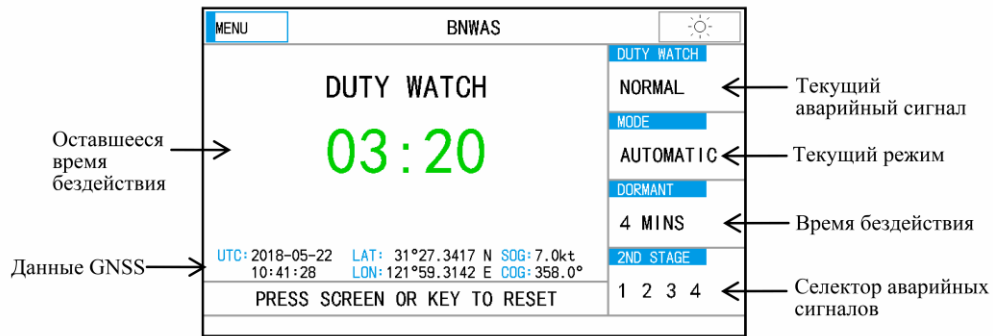 MENU
BNWAS
DUTY WATCH
03:20
UTC: 2018-05-22 LAT: 31°27.3417 N SOG: 7.0kt
10:41:28 LON: 121°59.3142 E COG: 358.0°
PRESS SCREEN OR KEY TO RESET
DUTY WATCH
NORMAL
MODE
AUTOMATIC
DORMANT
4 MINS
2ND STAGE
1 2 3 4
Оставшееся
время
бездействия
Данные GNSS
Текущий
аварийный сигнал
Текущий режим
Время бездействия
Селектор аварийных
сигналов